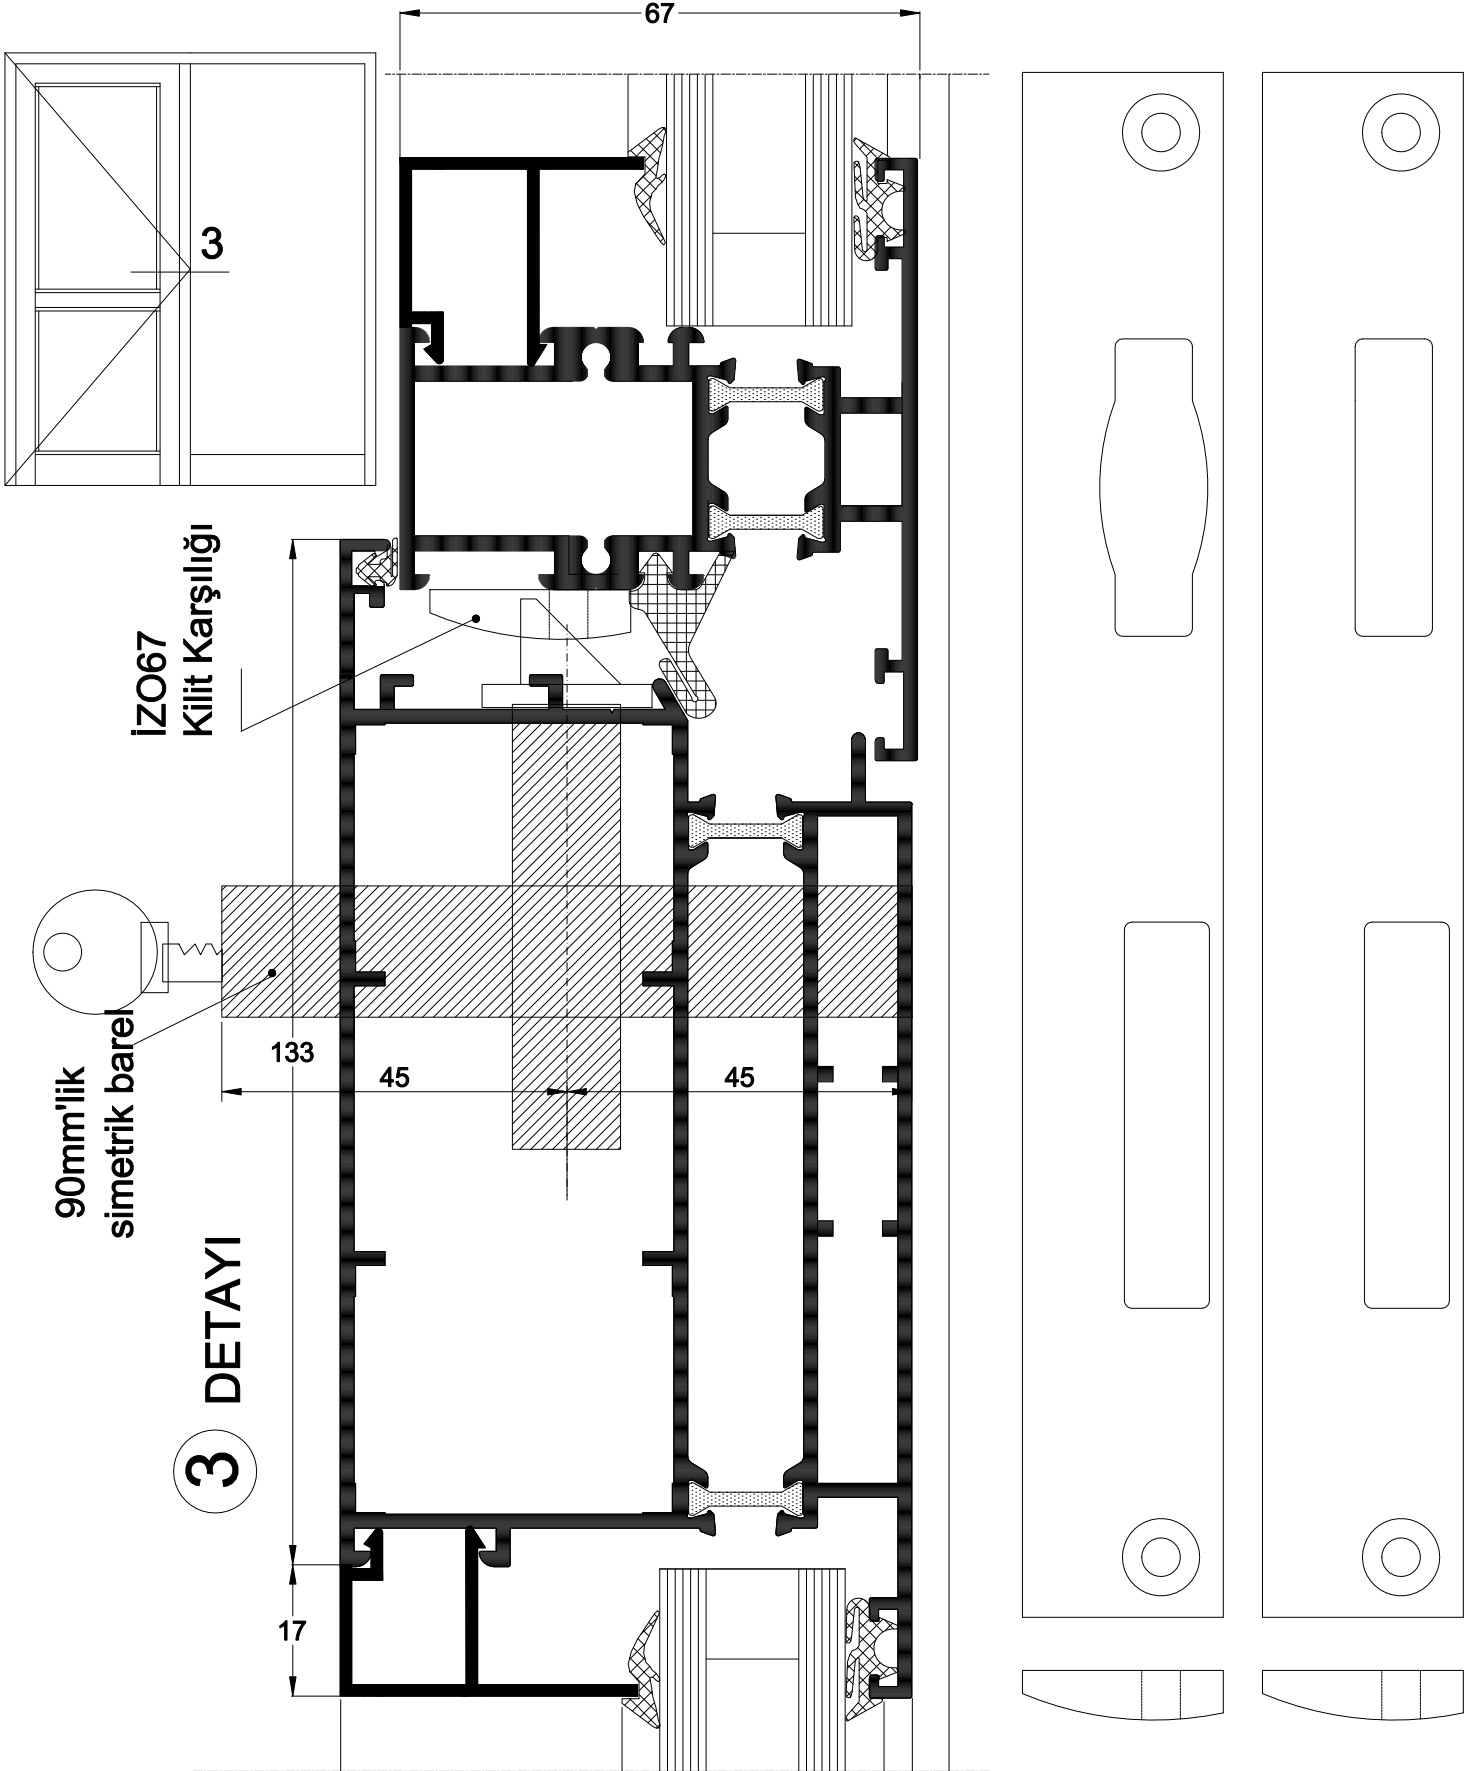 67
3
İZO67
Kilit Karşılığı
133
45
45
90mm'lik
simetrik barel
3 DETAYI
17